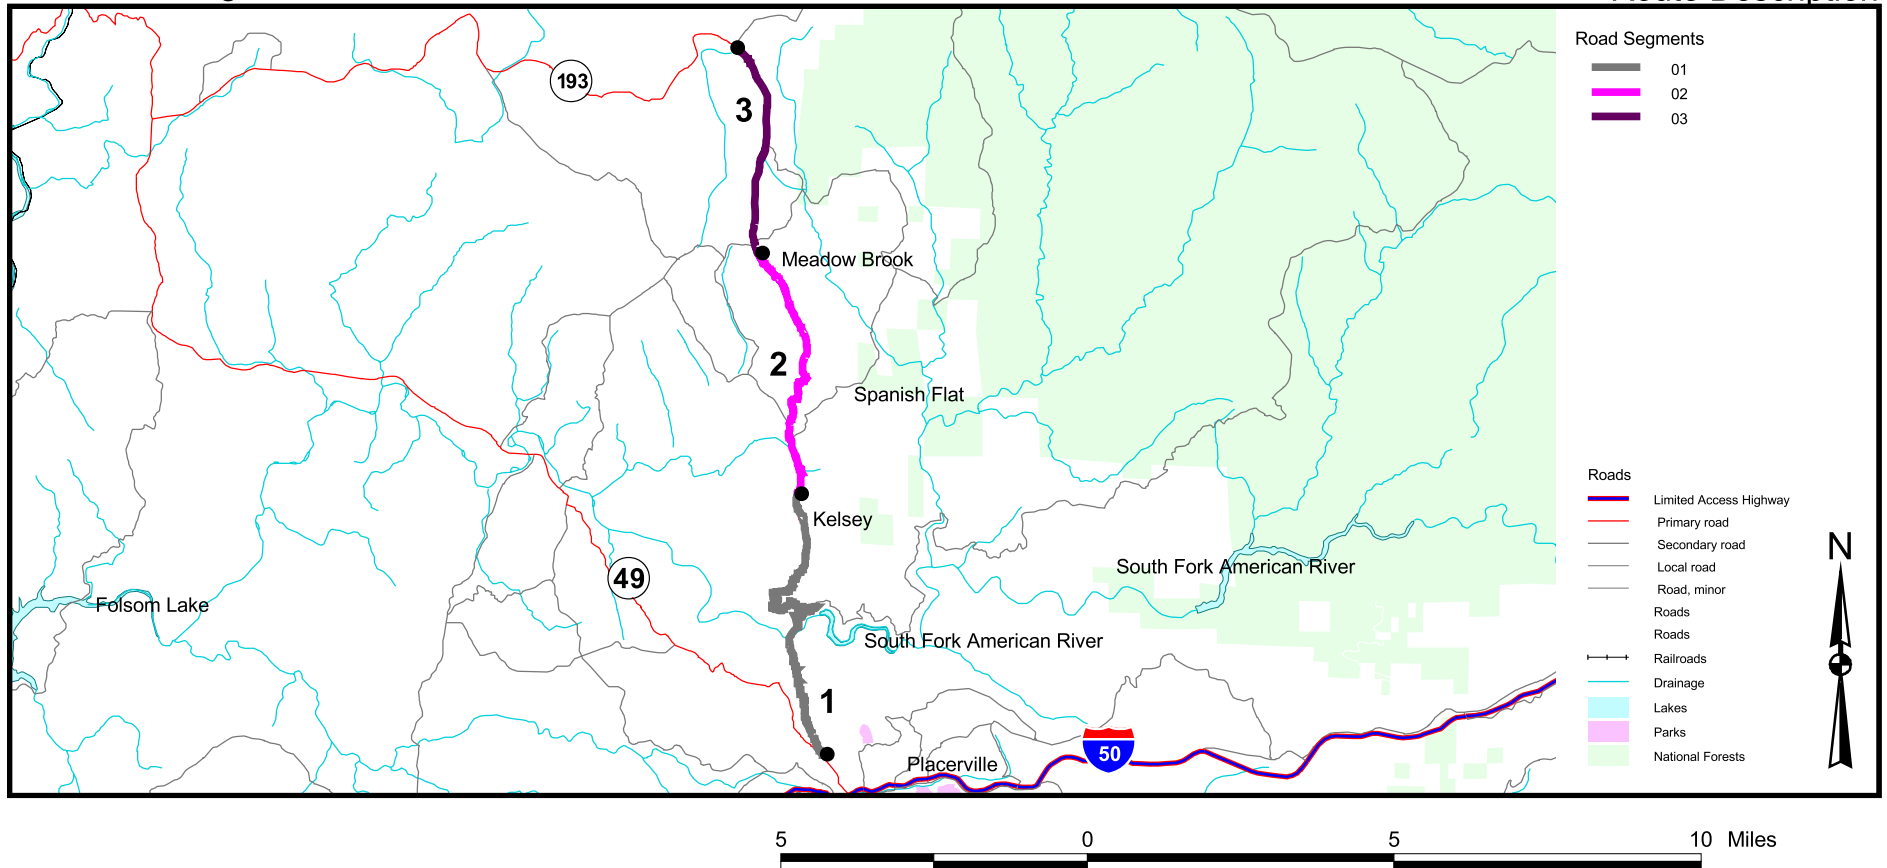 Road Segments
01
02
03
193
3
Meadow Brook
2
Spanish Flat
Kelsey
49
South Fork American River
Folsom Lake
South Fork American River
1
50
Placerville
Roads
Limited Access Highway
Primary road
Secondary road
Local road
Road, minor
Roads
Roads
Railroads
Drainage
Lakes
Parks
National Forests
N
5 0 5 10 Miles